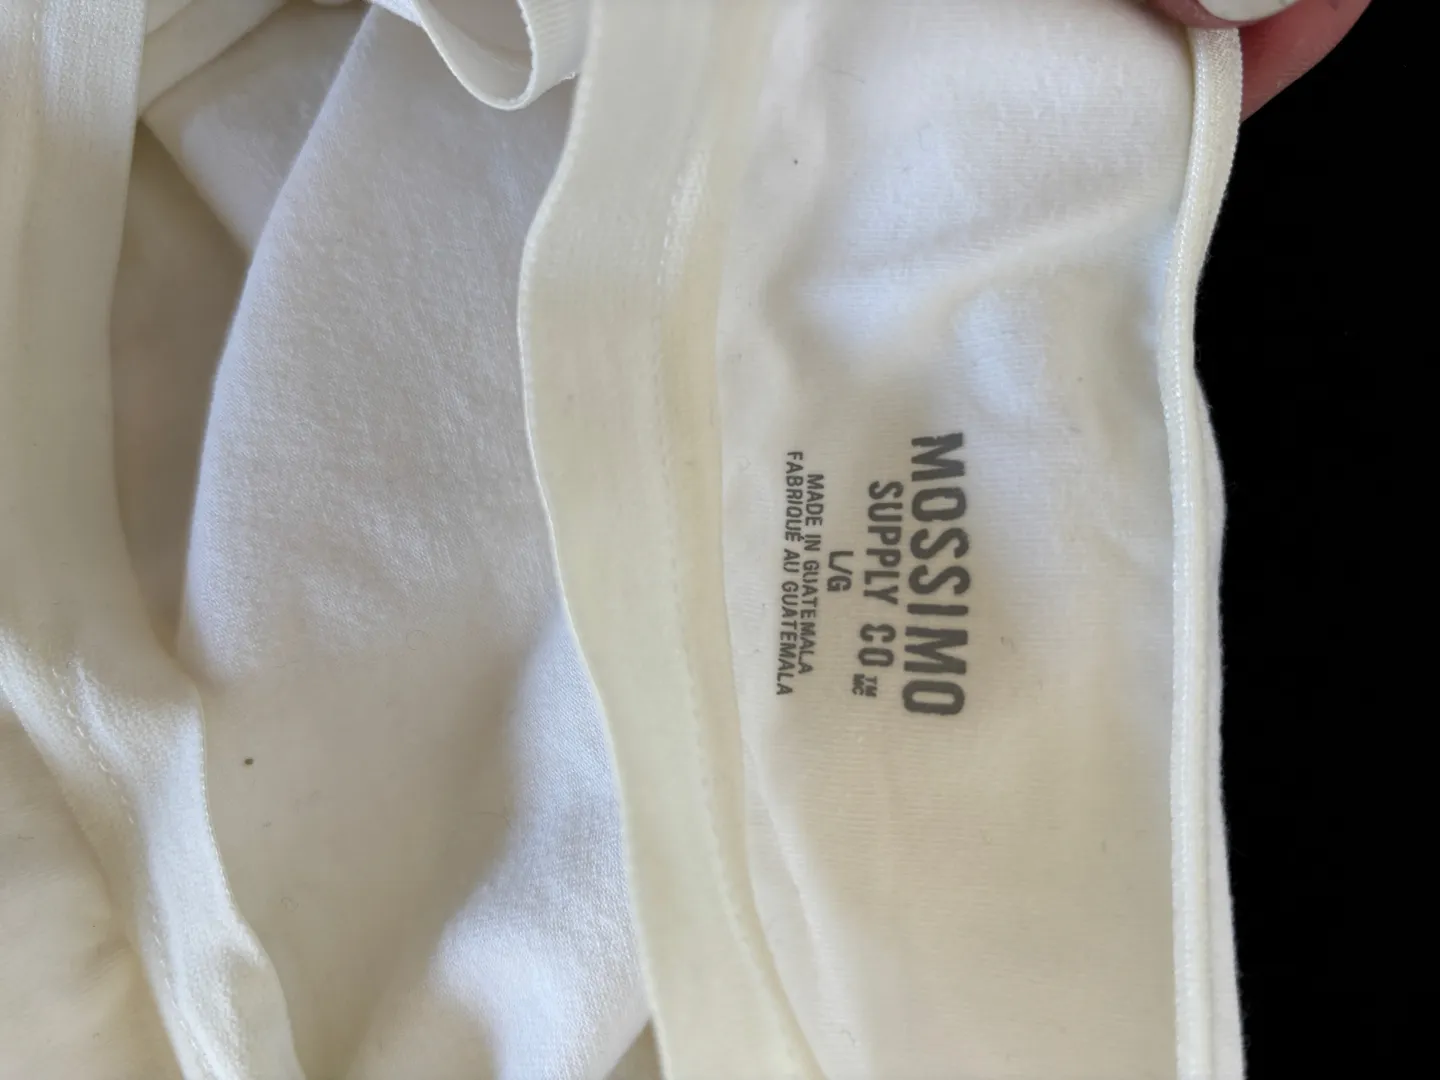 MOSSIMO
SUPPLY CO ™ MC
L/G
MADE IN GUATEMALA
FABRIQUÉ AU GUATEMALA